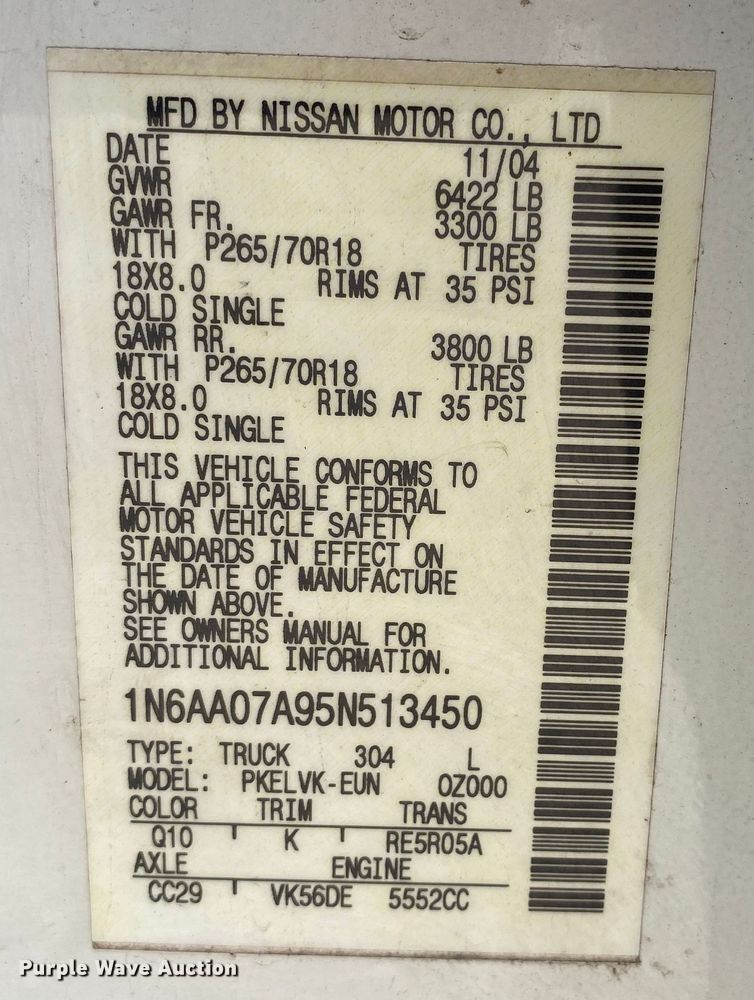 MFD BY NISSAN MOTOR CO., LTD
DATE 11/04
GVWR 6422 LB
GAWR FR. 3300 LB
WITH P265/70R18 TIRES
18X8.0 RIMS AT 35 PSI
COLD SINGLE
GAWR RR. 3800 LB
WITH P265/70R18 TIRES
18X8.0 RIMS AT 35 PSI
COLD SINGLE
THIS VEHICLE CONFORMS TO
ALL APPLICABLE FEDERAL
MOTOR VEHICLE SAFETY
STANDARDS IN EFFECT ON
THE DATE OF MANUFACTURE
SHOWN ABOVE.
SEE OWNERS MANUAL FOR
ADDITIONAL INFORMATION.
1N6AA07A95N513450
TYPE: TRUCK 304 L
MODEL: PKELVK-EUN 0Z000
COLOR TRIM TRANS
Q10 K RE5R05A
AXLE ENGINE
CC29 VK56DE 5552CC
Purple Wave Auction